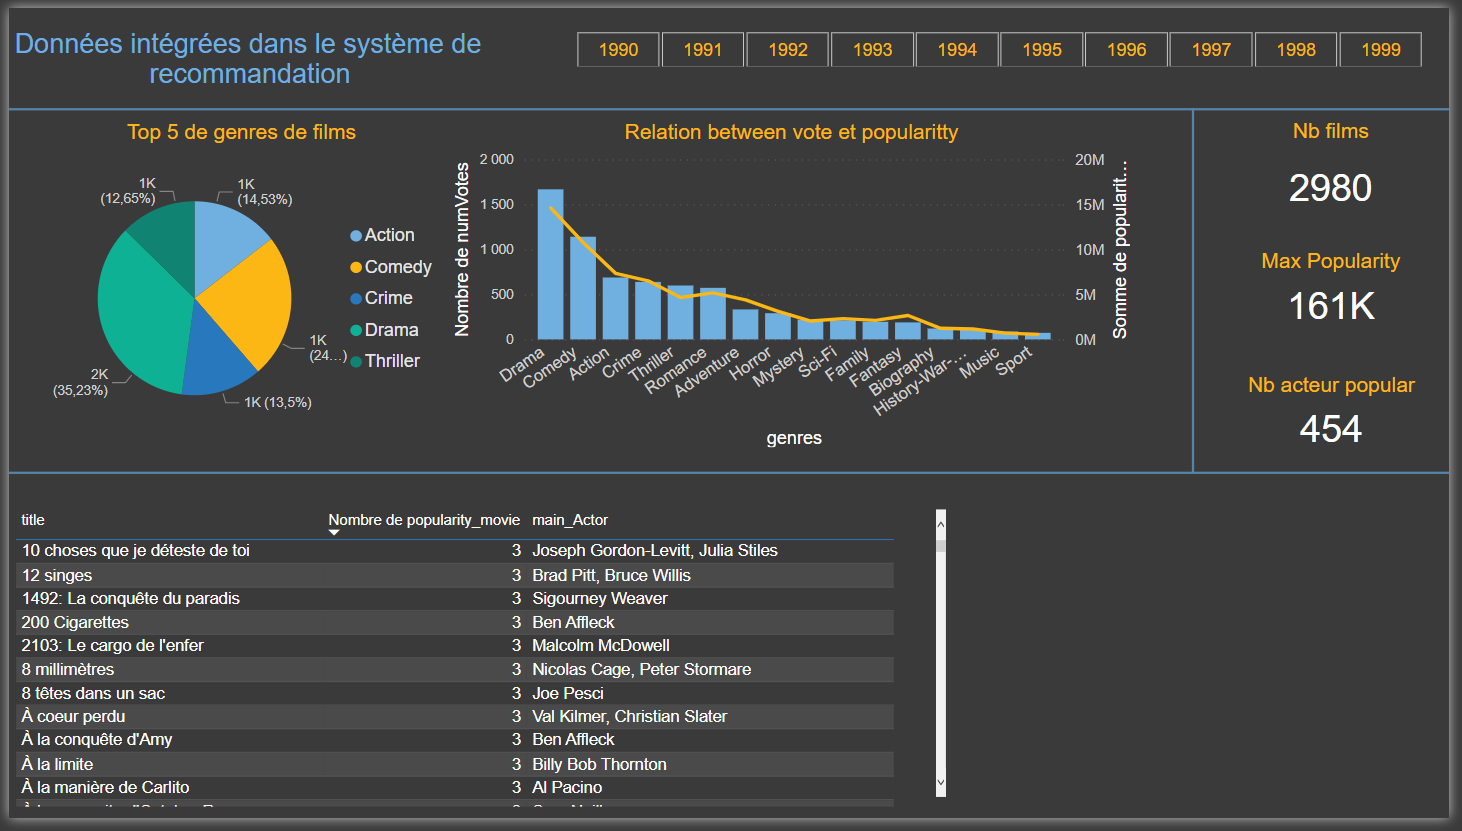 Données intégrées dans le système de
recommandation
1990 1991 1992 1993 1994 1995 1996 1997 1998 1999
Top 5 de genres de films
1K
(12,65%)
1K
(14,53%)
1K
(24...)
1K (13,5%)
2K
(35,23%)
Action
Comedy
Crime
Drama
Thriller
Relation between vote et popularitty
Nombre de numVotes
2 000
1 500
1 000
500
0
20M
15M
10M
5M
0M
Somme de popularit...
Drama
Comedy
Action
Crime
Thriller
Romance
Adventure
Horror
Mystery
Sci-Fi
Family
Fantasy
Biography
History-War-...
Music
Sport
genres
Nb films
2980
Max Popularity
161K
Nb acteur popular
454
title Nombre de popularity_movie main_Actor
10 choses que je déteste de toi 3 Joseph Gordon-Levitt, Julia Stiles
12 singes 3 Brad Pitt, Bruce Willis
1492: La conquête du paradis 3 Sigourney Weaver
200 Cigarettes 3 Ben Affleck
2103: Le cargo de l'enfer 3 Malcolm McDowell
8 millimètres 3 Nicolas Cage, Peter Stormare
8 têtes dans un sac 3 Joe Pesci
À coeur perdu 3 Val Kilmer, Christian Slater
À la conquête d'Amy 3 Ben Affleck
À la limite 3 Billy Bob Thornton
À la manière de Carlito 3 Al Pacino